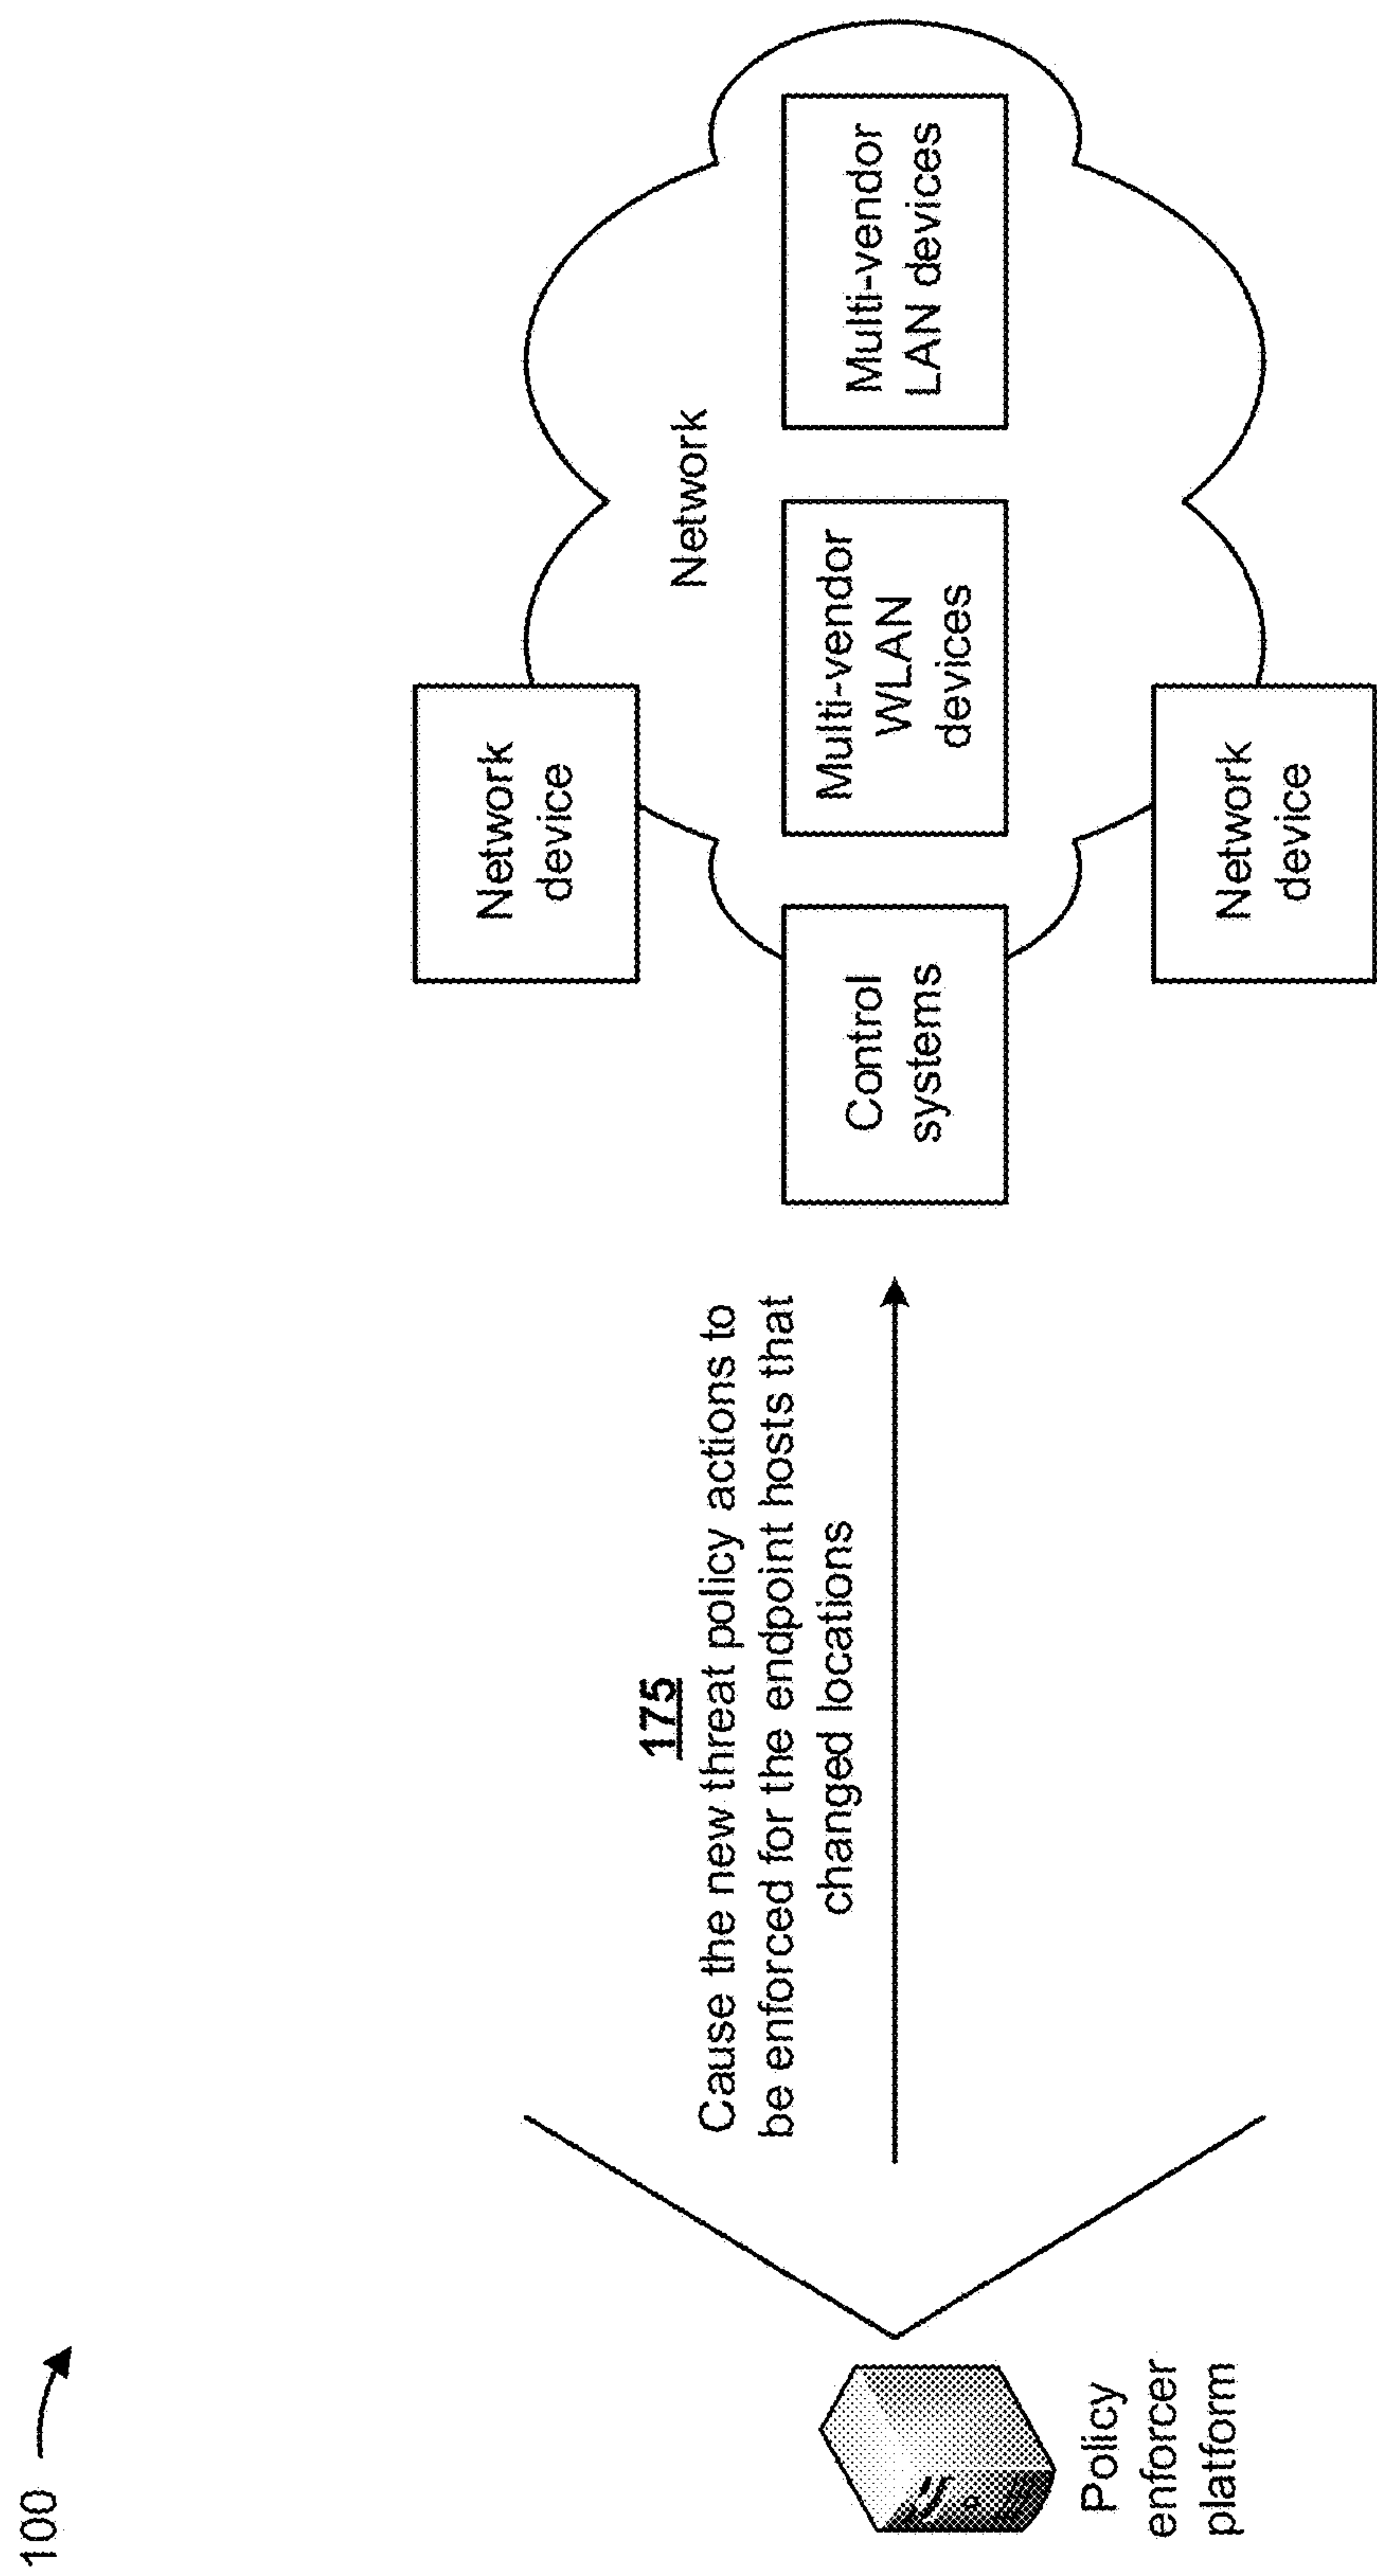 100
175
Cause the new threat policy actions to
be enforced for the endpoint hosts that
changed locations
Policy
enforcer
platform
Network
device
Network
Control
systems
Multi-vendor
WLAN
devices
Multi-vendor
LAN devices
Network
device